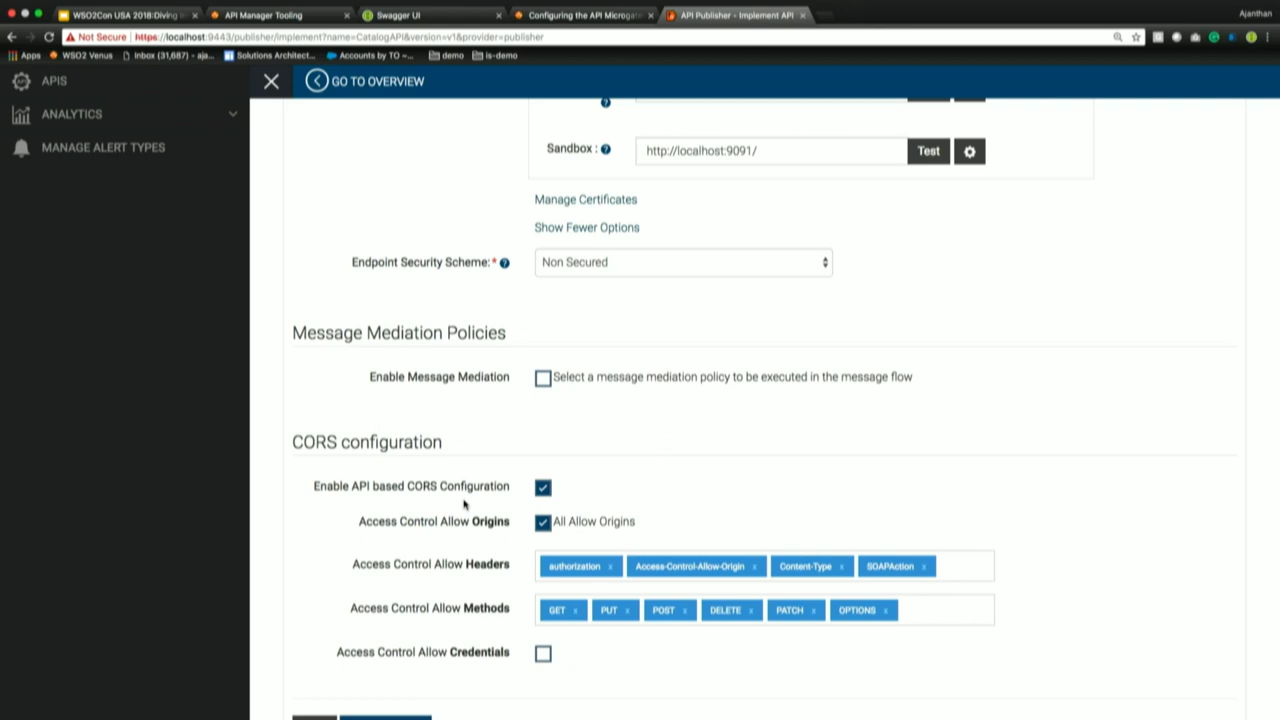 WSO2Con USA 2018:Diving
API Manager Tooling
Swagger UI
Configuring the API Microgate
API Publisher - Implement API
Ajanthan
Not Secure https://localhost:9443/publisher/implement?name=CatalogAPI&version=v1&provider=publisher
Apps
WSO2 Venus
Inbox (31,687) - aja...
Solutions Architect...
Accounts by TO –...
demo
is-demo
APIS
GO TO OVERVIEW
ANALYTICS
MANAGE ALERT TYPES
Sandbox :
http://localhost:9091/
Test
Manage Certificates
Show Fewer Options
Endpoint Security Scheme:*
Non Secured
Message Mediation Policies
Enable Message Mediation
Select a message mediation policy to be executed in the message flow
CORS configuration
Enable API based CORS Configuration
Access Control Allow Origins
All Allow Origins
Access Control Allow Headers
authorization x Access-Control-Allow-Origin x Content-Type x SOAPAction x
Access Control Allow Methods
GET x PUT x POST x DELETE x PATCH x OPTIONS x
Access Control Allow Credentials